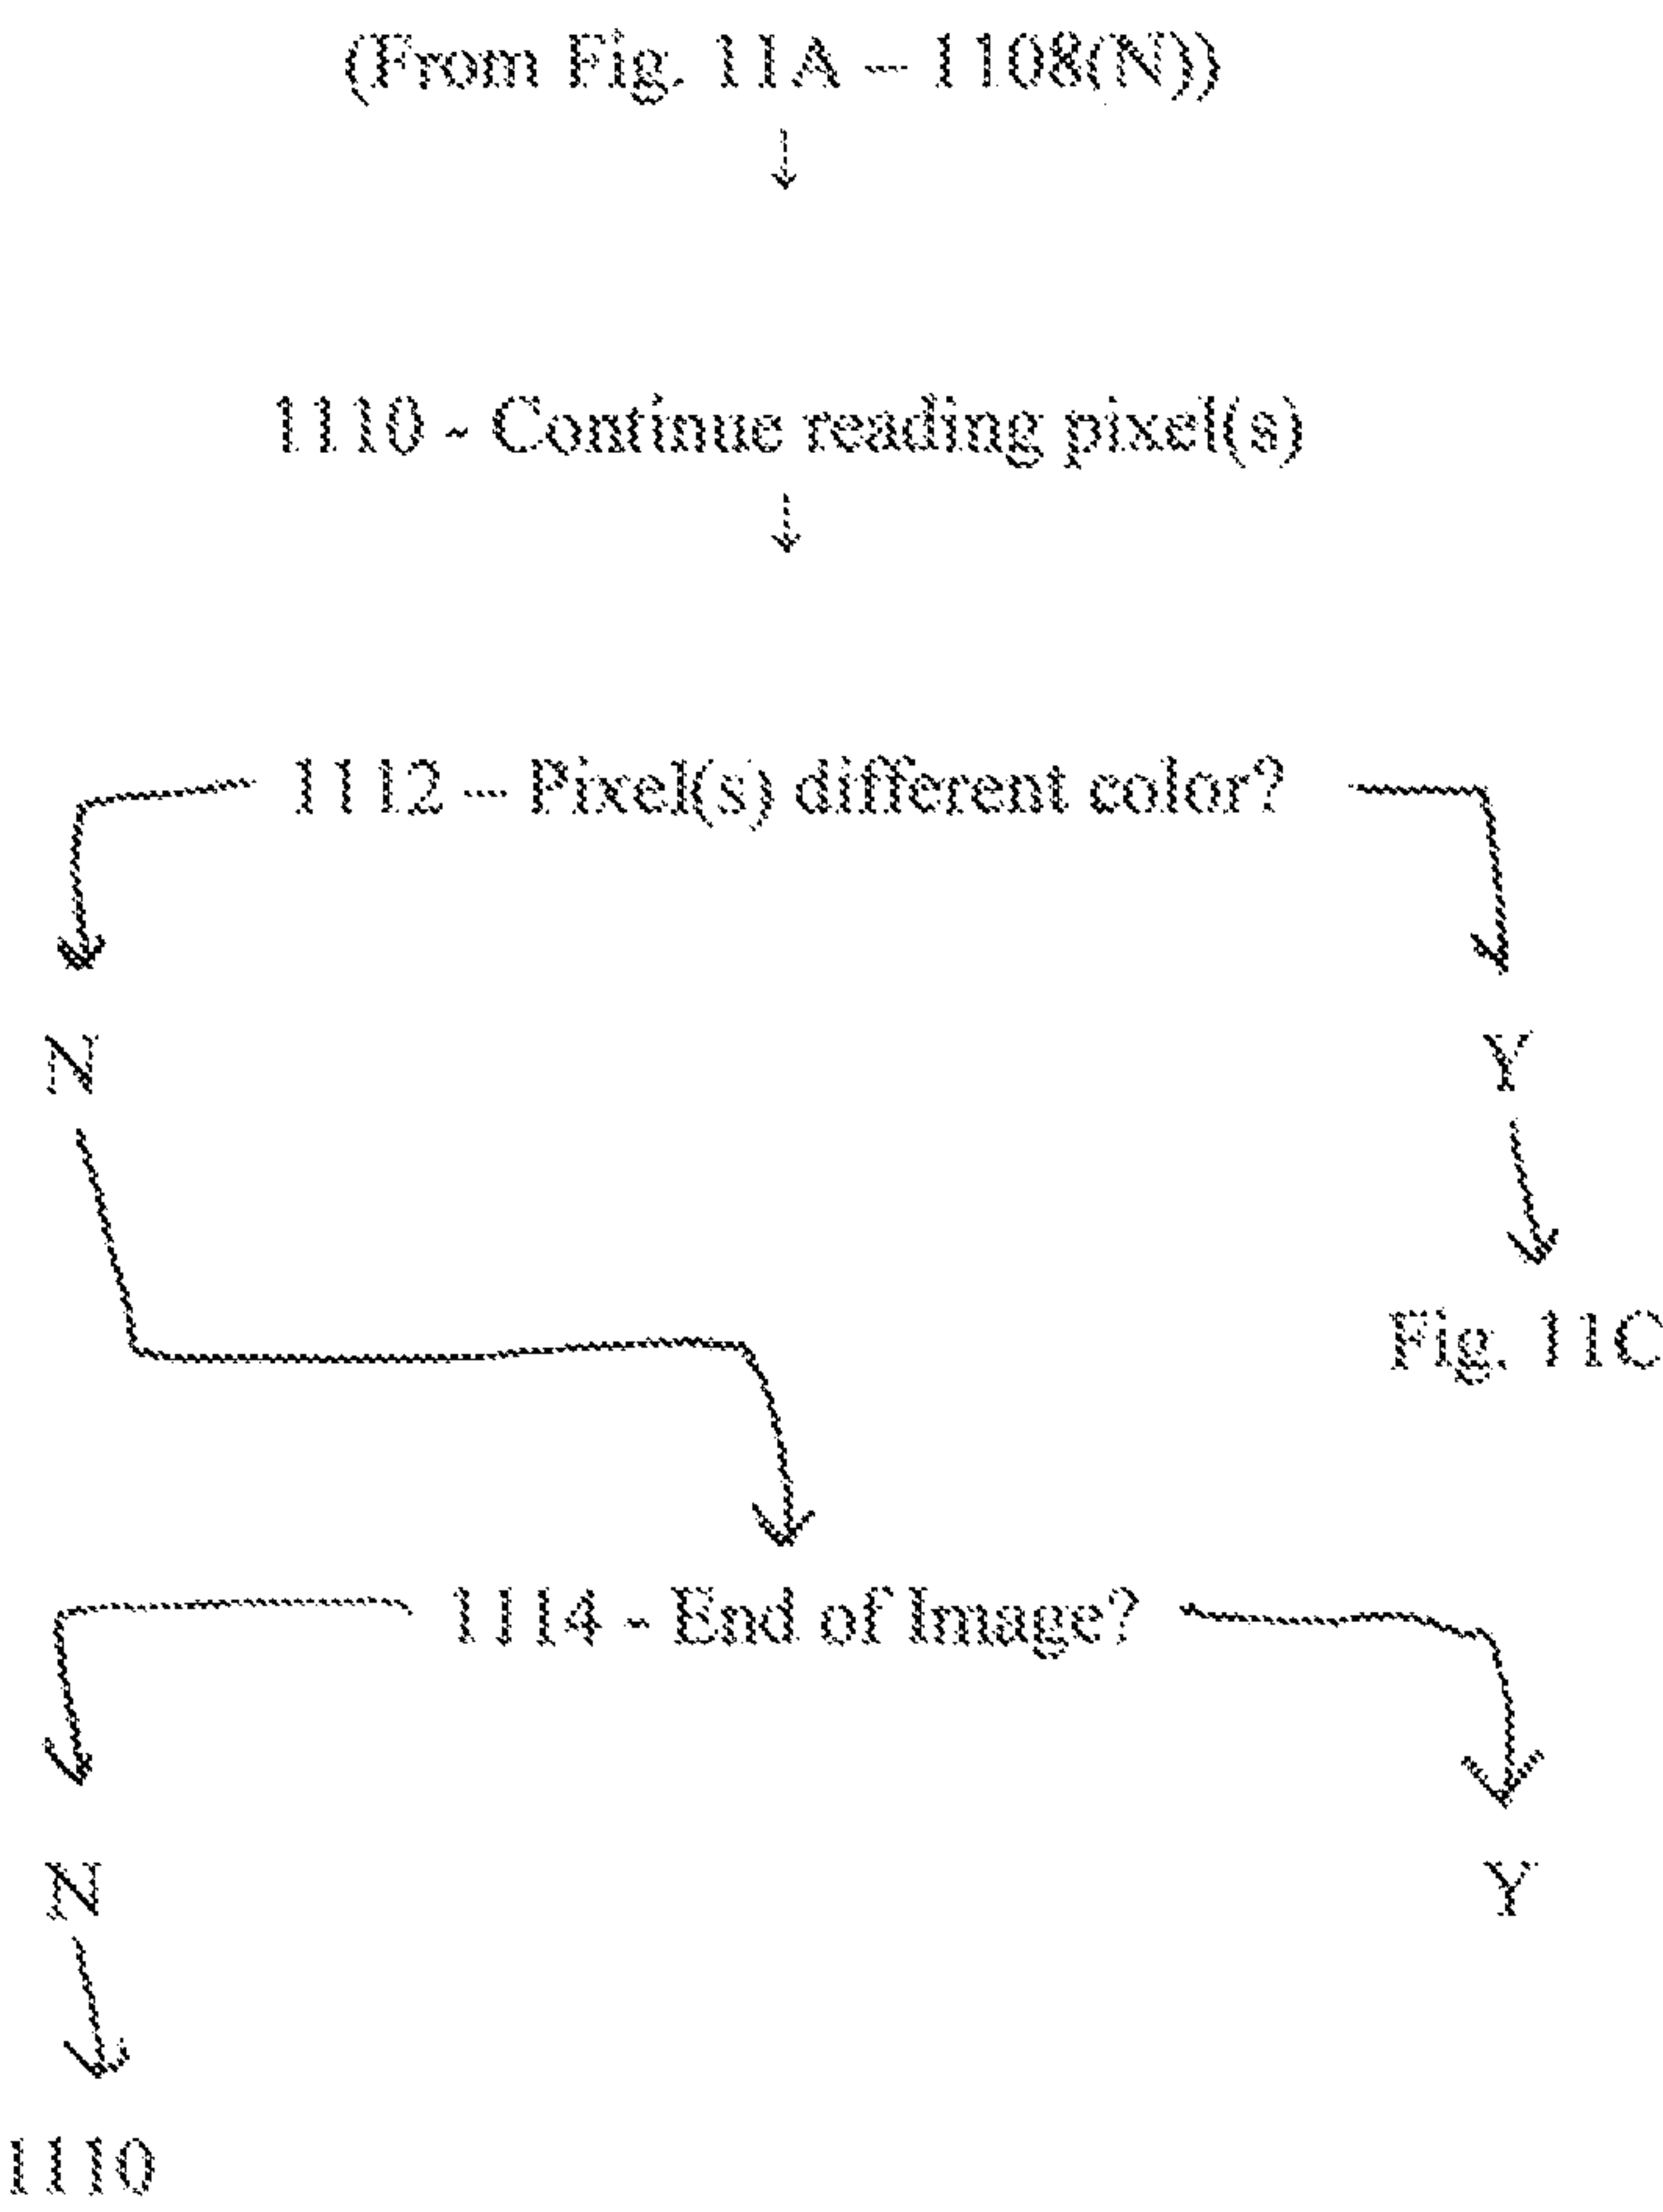 (From Fig. 11A – 1108(N))
1110 - Continue reading pixel(s)
1112 – Pixel(s) different color?
N
Y
Fig. 11C
1114 - End of Image?
N
Y
1110